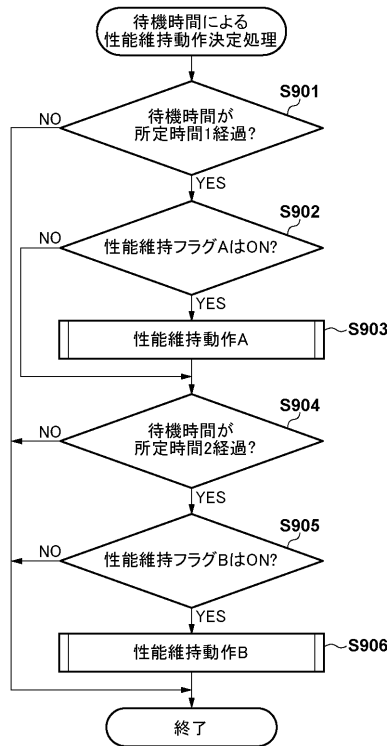 待機時間による
性能維持動作決定処理
S901
待機時間が
所定時間1経過?
NO
YES
S902
性能維持フラグAはON?
NO
YES
性能維持動作A
S903
S904
待機時間が
所定時間2経過?
NO
YES
S905
性能維持フラグBはON?
NO
YES
性能維持動作B
S906
終了